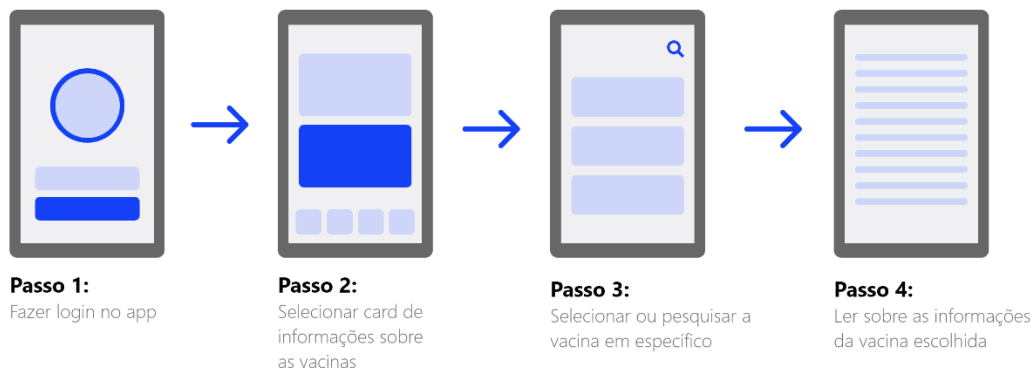 Passo 1:
Fazer login no app
Passo 2:
Selecionar card de
informações sobre
as vacinas
Passo 3:
Selecionar ou pesquisar a
vacina em específico
Passo 4:
Ler sobre as informações
da vacina escolhida